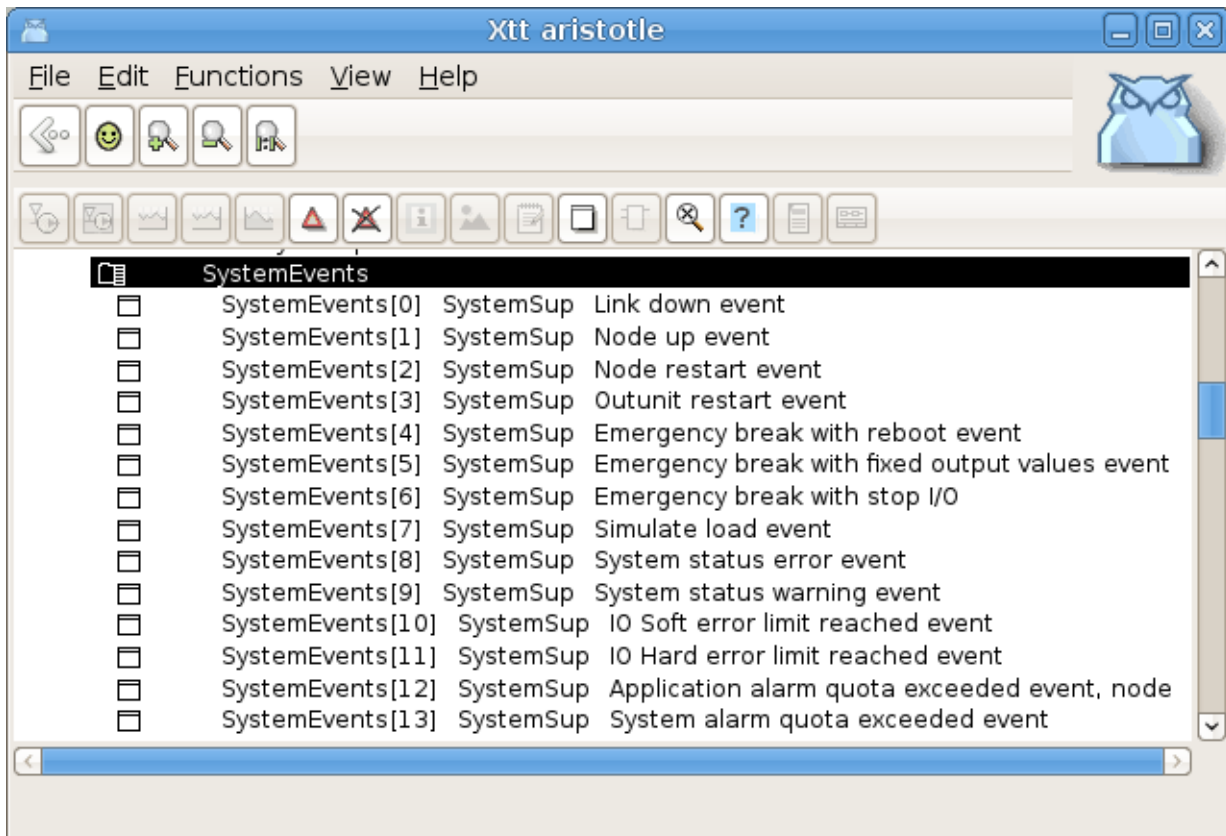 Xtt aristotle
File Edit Functions View Help
SystemEvents
SystemEvents[0] SystemSup Link down event
SystemEvents[1] SystemSup Node up event
SystemEvents[2] SystemSup Node restart event
SystemEvents[3] SystemSup Outunit restart event
SystemEvents[4] SystemSup Emergency break with reboot event
SystemEvents[5] SystemSup Emergency break with fixed output values event
SystemEvents[6] SystemSup Emergency break with stop I/O
SystemEvents[7] SystemSup Simulate load event
SystemEvents[8] SystemSup System status error event
SystemEvents[9] SystemSup System status warning event
SystemEvents[10] SystemSup IO Soft error limit reached event
SystemEvents[11] SystemSup IO Hard error limit reached event
SystemEvents[12] SystemSup Application alarm quota exceeded event, node
SystemEvents[13] SystemSup System alarm quota exceeded event